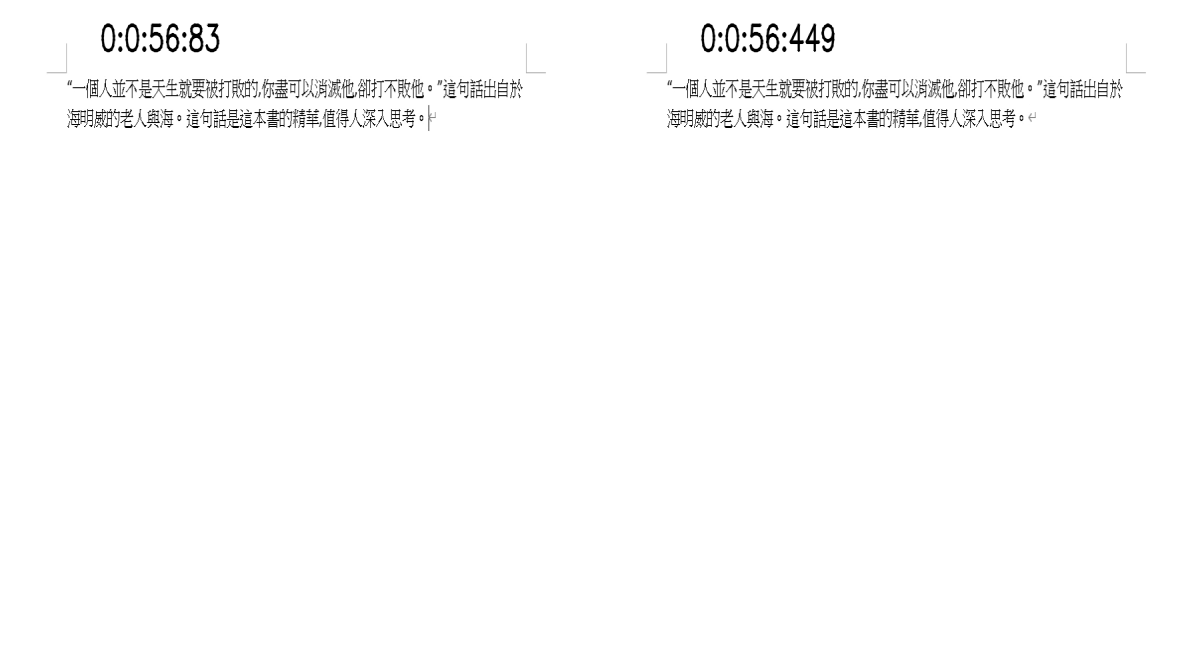 0:0:56:83
“一個人並不是天生就要被打敗的,你盡可以消滅他,卻打不敗他。”這句話出自於
海明威的老人與海。這句話是這本書的精華,值得人深入思考。
0:0:56:449
“一個人並不是天生就要被打敗的,你盡可以消滅他,卻打不敗他。”這句話出自於
海明威的老人與海。這句話是這本書的精華,值得人深入思考。